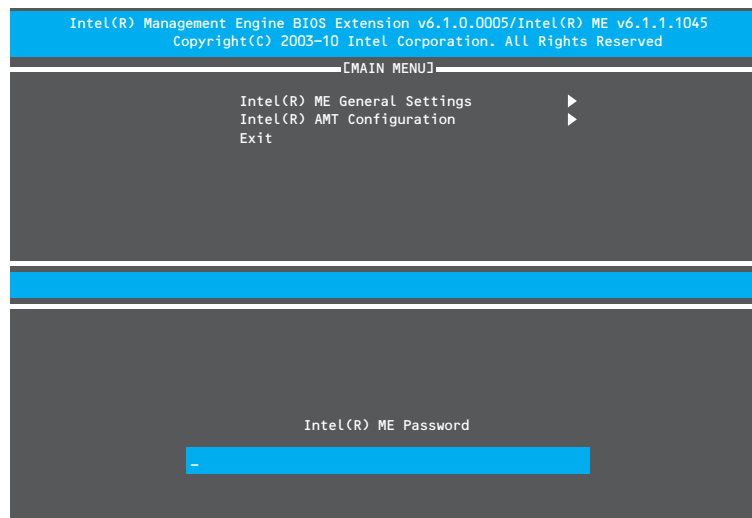 Intel(R) Management Engine BIOS Extension v6.1.0.0005/Intel(R) ME v6.1.1.1045
Copyright(C) 2003–10 Intel Corporation. All Rights Reserved
[MAIN MENU]
Intel(R) ME General Settings ▶
Intel(R) AMT Configuration ▶
Exit
Intel(R) ME Password
_